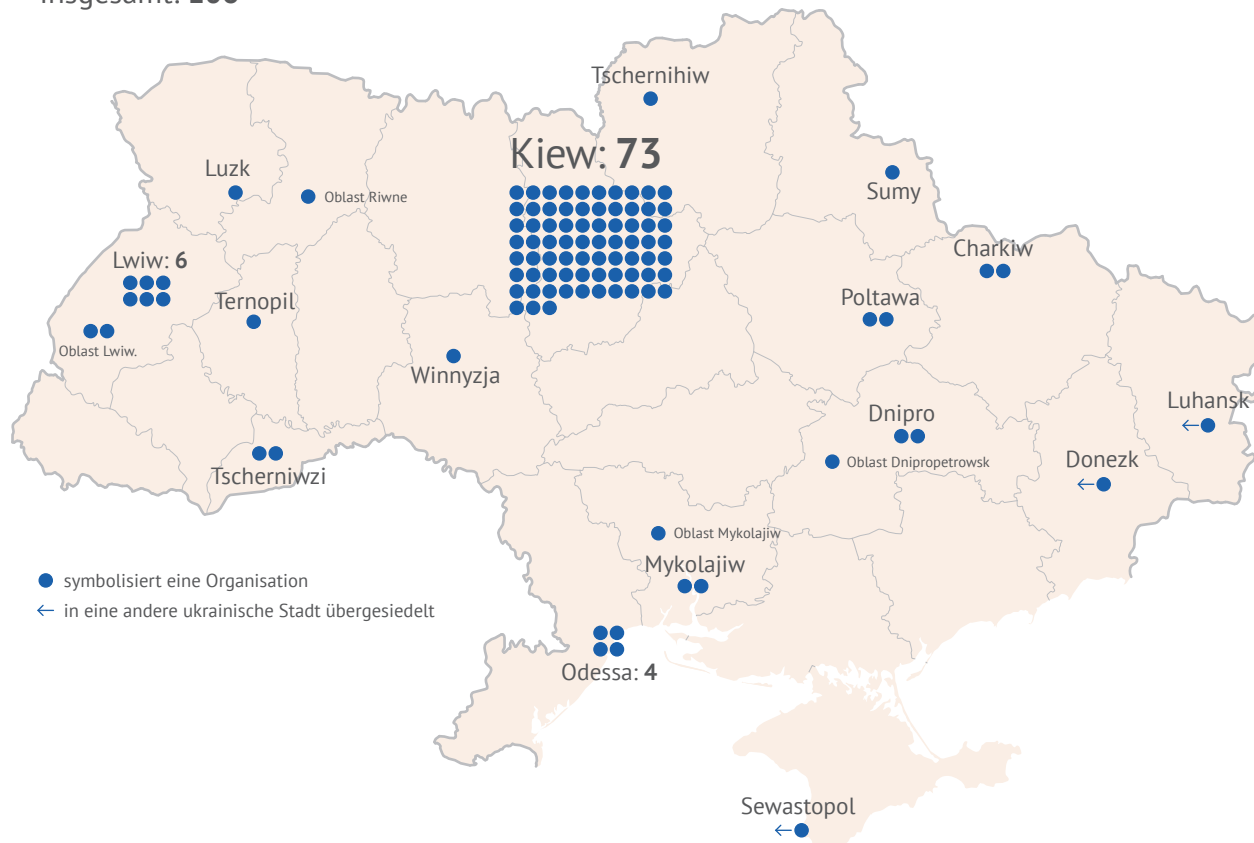 Insgesamt:
Tschernihiw
Kiew: 73
Luzk
Oblast Riwne
Sumy
Lwiw: 6
Charkiw
Ternopil
Poltawa
Oblast Lwiw.
Winnyzja
Luhansk
Dnipro
Tscherniwzi
Oblast Dnipropetrowsk
Donezk
Oblast Mykolajiw
Mykolajiw
symbolisiert eine Organisation
← in eine andere ukrainische Stadt übergesiedelt
Odessa: 4
Sewastopol